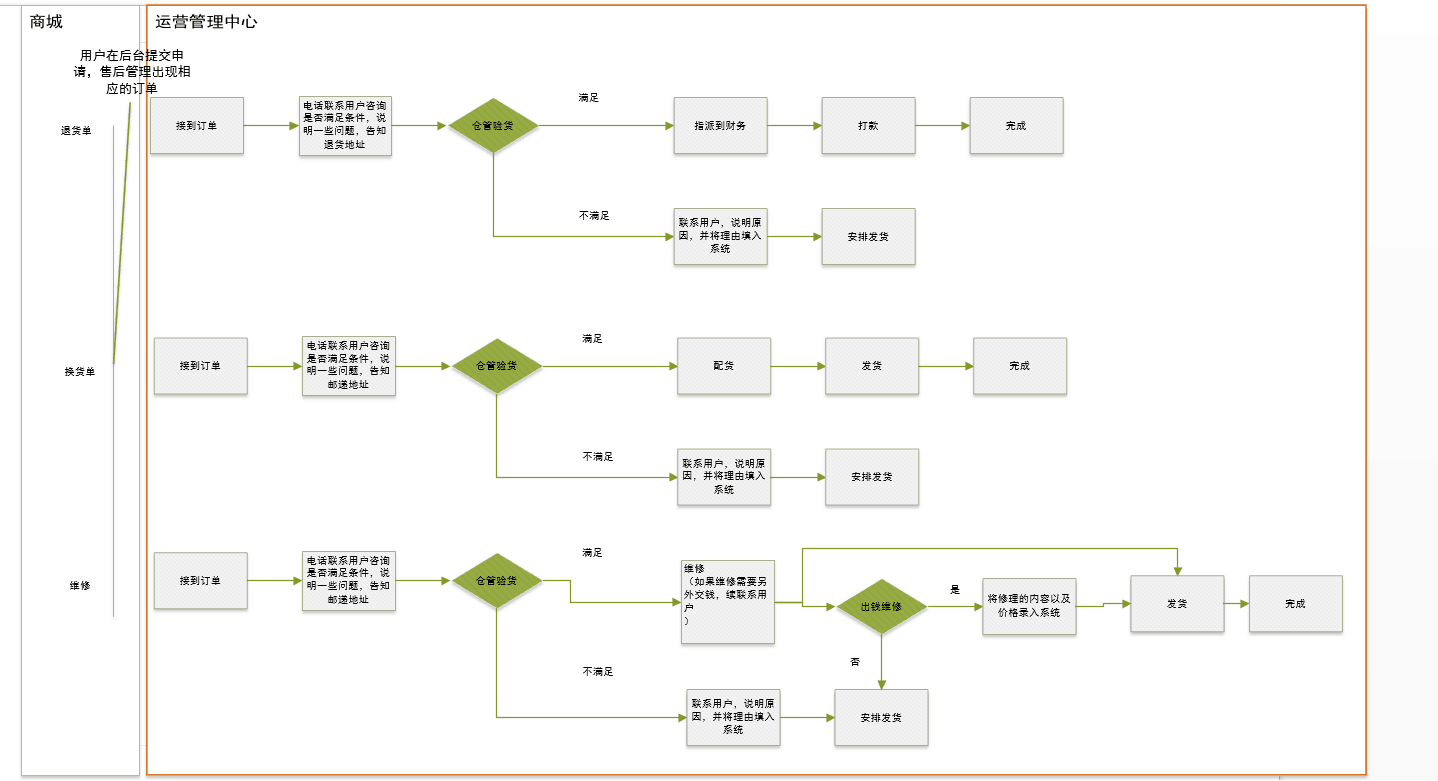 商城
运营管理中心
用户在后台提交申
请，售后管理出现相
应的订单
退货单
接到订单
电话联系用户咨询
是否满足条件，说
明一些问题，告知
退货地址
仓管验货
满足
指派到财务
打款
完成
不满足
联系用户，说明原
因，并将理由填入
系统
安排发货
换货单
接到订单
电话联系用户咨询
是否满足条件，说
明一些问题，告知
邮递地址
仓管验货
满足
配货
发货
完成
不满足
联系用户，说明原
因，并将理由填入
系统
安排发货
维修
接到订单
电话联系用户咨询
是否满足条件，说
明一些问题，告知
邮递地址
仓管验货
满足
维修
（如果维修需要另
外交钱，续联系用
户
）
出钱维修
是
将修理的内容以及
价格录入系统
发货
完成
否
不满足
联系用户，说明原
因，并将理由填入
系统
安排发货